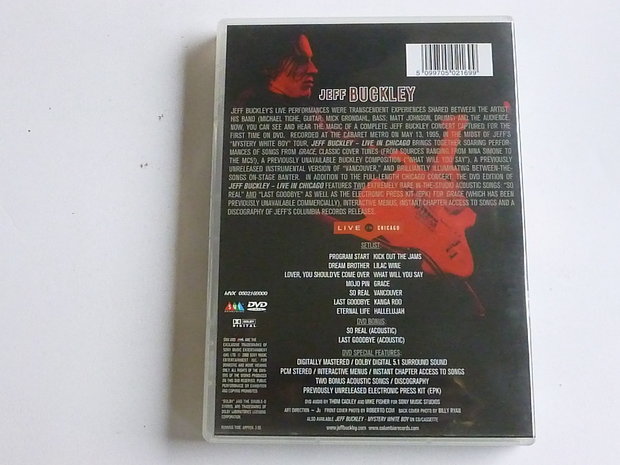 5 099705 021699
JEFF BUCKLEY
JEFF BUCKLEY'S LIVE PERFORMANCES WERE TRANSCENDENT EXPERIENCES SHARED BETWEEN THE ARTIST,
HIS BAND (MICHAEL TIGHE, GUITAR; MICK GRONDAHL, BASS; MATT JOHNSON, DRUMS) AND THE AUDIENCE.
NOW, YOU CAN SEE AND HEAR THE MAGIC OF A COMPLETE JEFF BUCKLEY CONCERT CAPTURED FOR THE
FIRST TIME ON DVD. RECORDED AT THE CABARET METRO ON MAY 13, 1995, IN THE MIDST OF JEFF'S
"MYSTERY WHITE BOY" TOUR, JEFF BUCKLEY - LIVE IN CHICAGO BRINGS TOGETHER SOARING PERFOR-
MANCES OF SONGS FROM GRACE, CLASSIC COVER TUNES (FROM SOURCES RANGING FROM NINA SIMONE TO
THE MC5), A PREVIOUSLY UNAVAILABLE BUCKLEY COMPOSITION ("WHAT WILL YOU SAY"), A PREVIOUSLY
UNRELEASED INSTRUMENTAL VERSION OF "VANCOUVER," AND BRILLIANTLY ILLUMINATING BETWEEN-THE-
SONGS ON-STAGE BANTER. IN ADDITION TO THE FULL-LENGTH CHICAGO CONCERT, THE DVD EDITION OF
JEFF BUCKLEY - LIVE IN CHICAGO FEATURES TWO EXTREMELY RARE IN-THE-STUDIO ACOUSTIC SONGS: "SO
REAL" AND "LAST GOODBYE" AS WELL AS THE ELECTRONIC PRESS KIT (EPK) FOR GRACE (WHICH HAS BEEN
PREVIOUSLY UNAVAILABLE COMMERCIALLY), INTERACTIVE MENUS, INSTANT CHAPTER ACCESS TO SONGS AND A
DISCOGRAPHY OF JEFF'S COLUMBIA RECORDS RELEASES.
LIVE IN CHICAGO
SETLIST:
PROGRAM START KICK OUT THE JAMS
DREAM BROTHER LILAC WINE
LOVER, YOU SHOULD'VE COME OVER WHAT WILL YOU SAY
MOJO PIN GRACE
SO REAL VANCOUVER
LAST GOODBYE KANGA ROO
ETERNAL LIFE HALLELUJAH
DVD BONUS:
SO REAL (ACOUSTIC)
LAST GOODBYE (ACOUSTIC)
DVD SPECIAL FEATURES:
DIGITALLY MASTERED / DOLBY DIGITAL 5.1 SURROUND SOUND
PCM STEREO / INTERACTIVE MENUS / INSTANT CHAPTER ACCESS TO SONGS
TWO BONUS ACOUSTIC SONGS / DISCOGRAPHY
PREVIOUSLY UNRELEASED ELECTRONIC PRESS KIT (EPK)
DVD AUDIO BY THOM CADLEY AND MIKE FISHER FOR SONY MUSIC STUDIOS
ART DIRECTION - FRONT COVER PHOTO BY ROBERTO BACK COVER PHOTO BY BILLY RYAN
ALSO AVAILABLE JEFF BUCKLEY - MYSTERY WHITE BOY ON CD/CASSETTE
www.jeffbuckley.com www.columbiarecords.com
DVD
DOLBY
DIGITAL